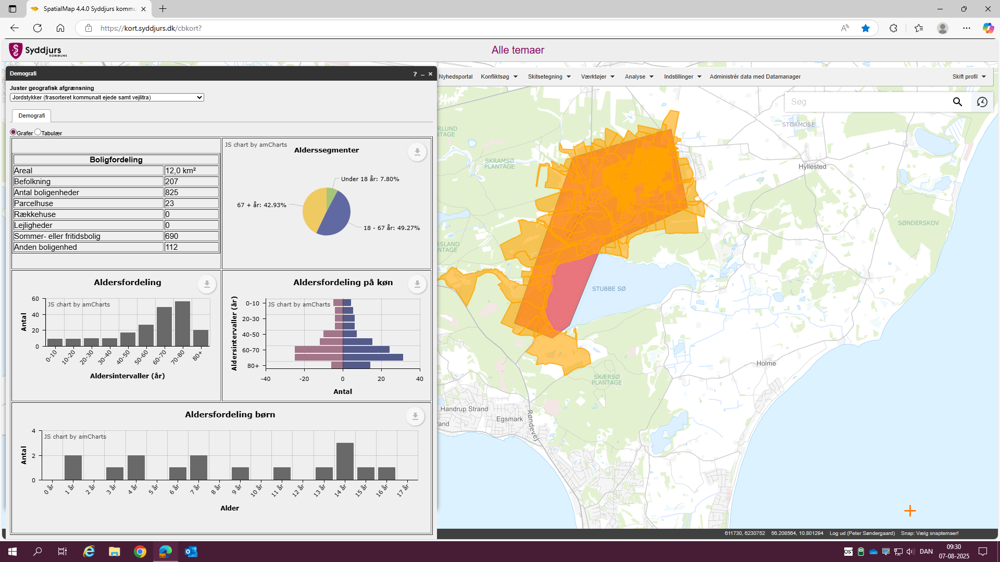 SpatialMap 4.4.0 Syddjurs kommu
https://kort.syddjurs.dk/cbkort?
Syddjurs
KOMMUNE
Alle temaer
Demografi
?
Nyhedsportal
Konfliktsøg
Skitsetegning
Værktøjer
Analyse
Indstillinger
Administrér data med Datamanager
Skift profil
Juster geografisk afgrænsning
Jordstykker (frasorteret kommunalt ejede samt vejlitra)
Søg
Demografi
Grafer
Tabulær
Boligfordeling
Areal 12,0 km²
Befolkning 207
Antal boligenheder 825
Parcelhuse 23
Rækkehuse 0
Lejligheder 0
Sommer- eller fritidsbolig 690
Anden boligenhed 112
JS chart by amCharts
Alderssegmenter
Under 18 år: 7.80%
67 + år: 42.93%
18 - 67 år: 49.27%
Aldersfordeling
JS chart by amCharts
Antal
60
40
20
0
0-10
10-20
20-30
30-40
40-50
50-60
60-70
70-80
80+
Aldersintervaller (år)
Aldersfordeling på køn
JS chart by amCharts
Aldersintervaller (år)
0-10
20-30
40-50
60-70
80+
-40
-20
0
20
40
Antal
Aldersfordeling børn
JS chart by amCharts
Antal
4
2
0
0 år
1 år
2 år
3 år
4 år
5 år
6 år
7 år
8 år
9 år
10 år
11 år
12 år
13 år
14 år
15 år
16 år
17 år
Alder
ERLUND
NTAGE
SKRAMSØ
PLANTAGE
RSLAND
NTAGE
STORMOSE
Hyllested
SØNDERSKOV
STUBBE SØ
Holme
SKÆRSØ
PLANTAGE
Handrup Strand
Egsmark
rand
Røndevej
611730, 6230752
56.208564, 10.801294
Log ud (Peter Søndergaard)
Snap: Vælg snaptemaer!
DAN
09:30
07-08-2025